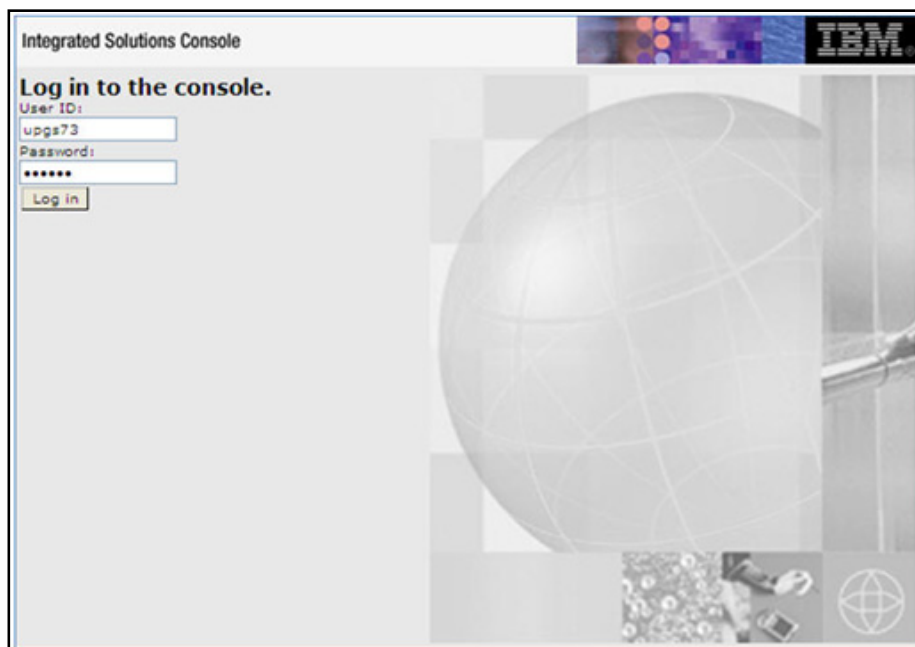 Integrated Solutions Console
IBM
Log in to the console.
User ID:
upgs73
Password:
••••••
Log in